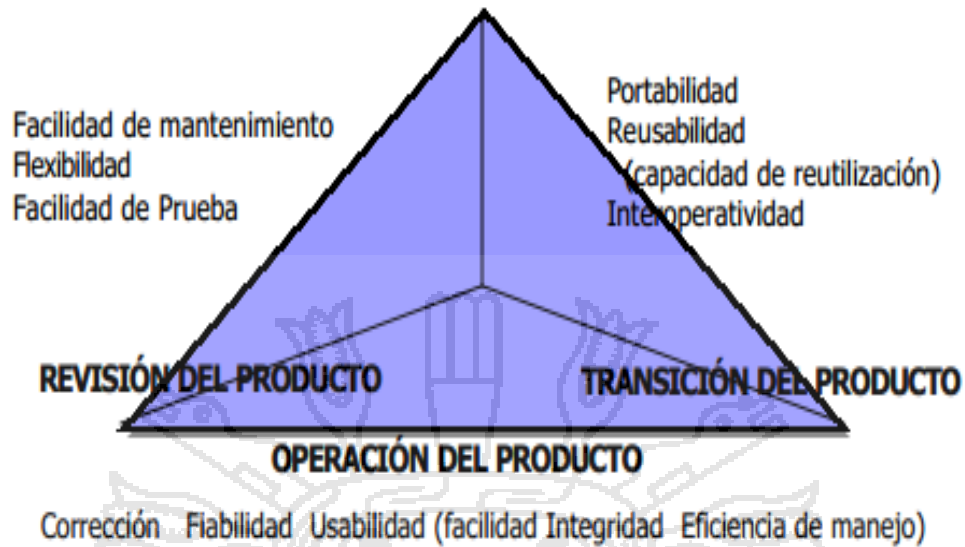 Facilidad de mantenimiento
Flexibilidad
Facilidad de Prueba
Portabilidad
Reusabilidad
(capacidad de reutilización)
Interoperatividad
REVISIÓN DEL PRODUCTO
TRANSICIÓN DEL PRODUCTO
OPERACIÓN DEL PRODUCTO
Corrección Fiabilidad Usabilidad (facilidad Integridad Eficiencia de manejo)